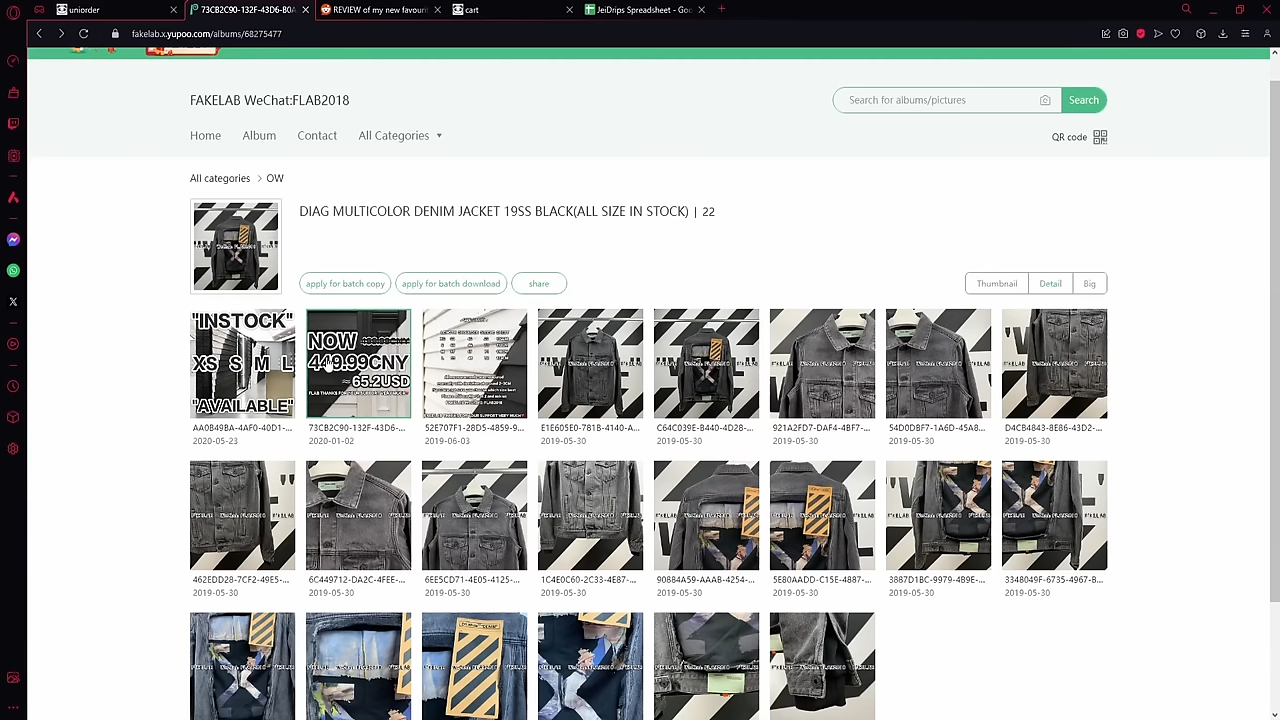 uniorder
73CB2C90-132F-43D6-B0A
REVIEW of my new favouri
cart
JeiDrips Spreadsheet - Goo
fakelab.x.yupoo.com/albums/68275477
FAKELAB WeChat:FLAB2018
Search for albums/pictures
Search
Home
Album
Contact
All Categories
QR code
All categories > OW
DIAG MULTICOLOR DENIM JACKET 19SS BLACK(ALL SIZE IN STOCK) | 22
apply for batch copy
apply for batch download
share
Thumbnail
Detail
Big
"INSTOCK"
XS S M L
"AVAILABLE"
NOW
449.99CNY
65.2USD
AA0B49BA-4AF0-40D1-...
73CB2C90-132F-43D6-...
52E707F1-28D5-4859-9...
E1E605E0-781B-4140-A...
C64C039E-B440-4D28-...
921A2FD7-DAF4-4BF7-...
54D0DBF7-1A6D-45A8...
D4CB4843-8E86-43D2-...
2020-05-23
2020-01-02
2019-06-03
2019-05-30
2019-05-30
2019-05-30
2019-05-30
2019-05-30
462EDD28-7CF2-49E5-...
6C449712-DA2C-4FEE-...
6EE5CD71-4E05-4125-...
1C4E0C60-2C33-4E87-...
90884A59-AAAB-4254-...
5E80AADD-C15E-4887-...
3887D1BC-9979-4B9E-...
3348049F-6735-4967-B...
2019-05-30
2019-05-30
2019-05-30
2019-05-30
2019-05-30
2019-05-30
2019-05-30
2019-05-30